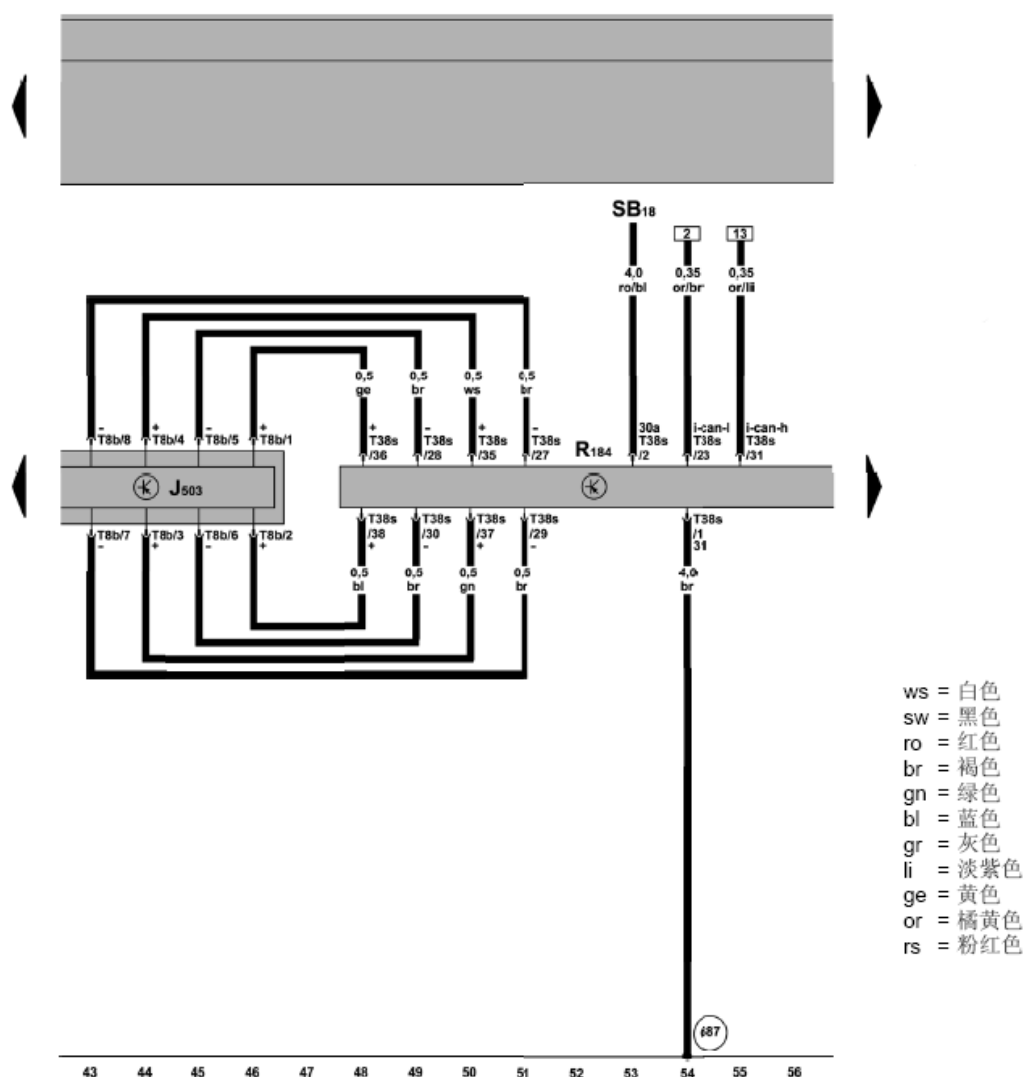 SB18
2 13
4,0 0,35 0,35
ro/bl or/br or/li
0,5 0,5 0,5 0,5
ge br ws br
- + - +
T8b/8 T8b/4 T8b/5 T8b/1
+ - + - 30a i-can-l i-can-h
T38s T38s T38s T38s T38s T38s T38s
/36 /28 /35 /27 /2 /23 /31
R184
J503
T8b/7 T8b/3 T8b/6 T8b/2
- + - +
T38s T38s T38s T38s T38s
/38 /30 /37 /29 /1
+ - + - 31
0,5 0,5 0,5 0,5 4,0
bl br gn br br
ws = 白色
sw = 黑色
ro = 红色
br = 褐色
gn = 绿色
bl = 蓝色
gr = 灰色
li = 淡紫色
ge = 黄色
or = 橘黄色
rs = 粉红色
687
43 44 45 46 47 48 49 50 51 52 53 54 55 56